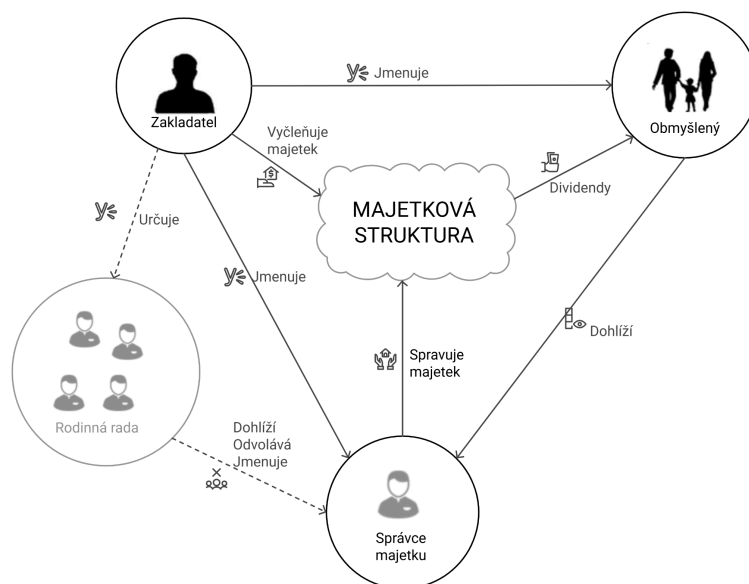 Jmenuje
Zakladatel
Obmyšlený
Vyčleňuje
majetek
Dividendy
MAJETKOVÁ
STRUKTURA
Určuje
Jmenuje
Dohlíží
Spravuje
majetek
Rodinná rada
Dohlíží
Odvolává
Jmenuje
Správce
majetku